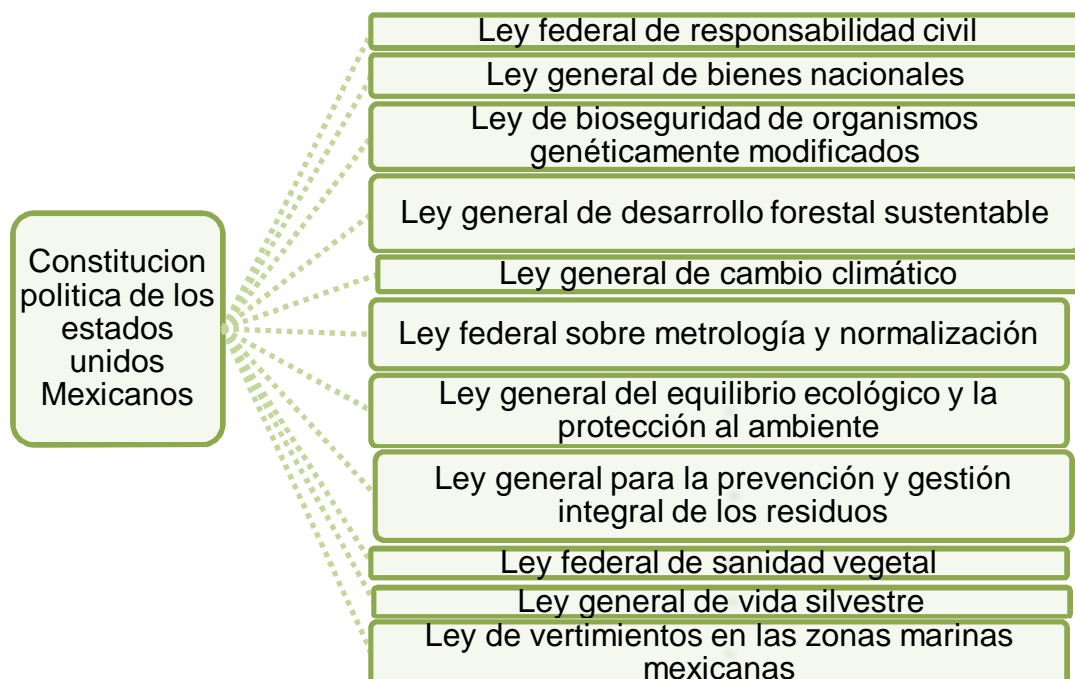 Ley federal de responsabilidad civil
Ley general de bienes nacionales
Ley de bioseguridad de organismos
genéticamente modificados
Ley general de desarrollo forestal sustentable
Constitucion
politica de los
estados
unidos
Mexicanos
Ley general de cambio climático
Ley federal sobre metrología y normalización
Ley general del equilibrio ecológico y la
protección al ambiente
Ley general para la prevención y gestión
integral de los residuos
Ley federal de sanidad vegetal
Ley general de vida silvestre
Ley de vertimientos en las zonas marinas
mexicanas